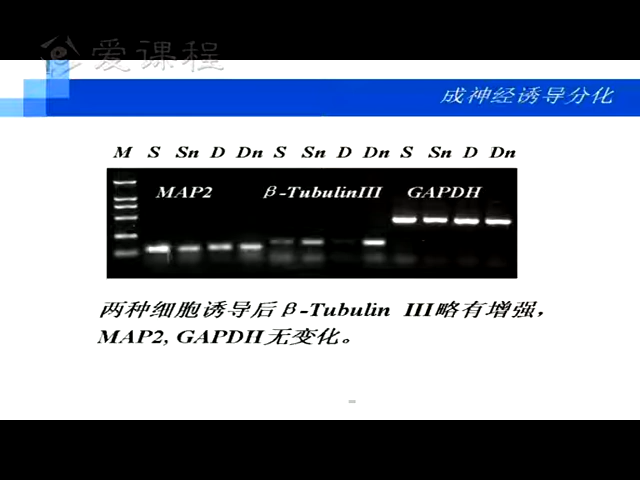 爱课程
成神经诱导分化
M S Sn D Dn S Sn D Dn S Sn D Dn
MAP2 β-TubulinIII GAPDH
两种细胞诱导后β-Tubulin III略有增强，
MAP2, GAPDH无变化。